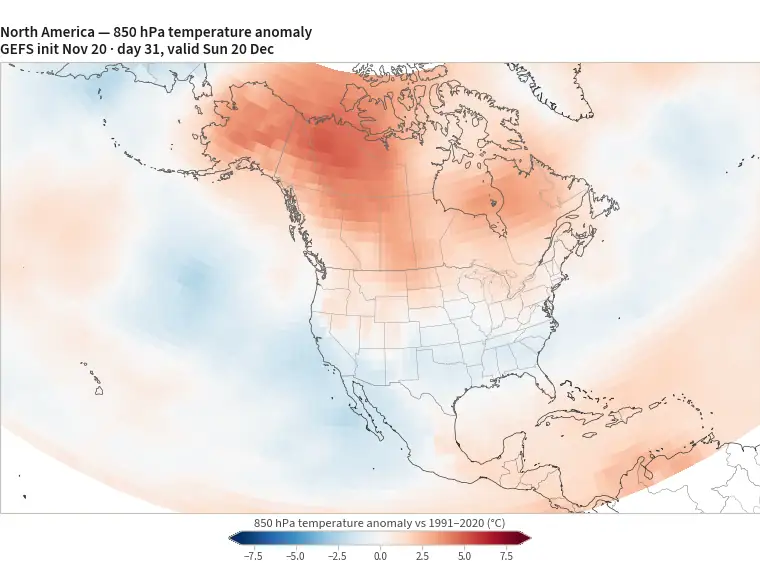 North America — 850 hPa temperature anomaly
GEFS init Nov 20 · day 31, valid Sun 20 Dec
850 hPa temperature anomaly vs 1991–2020 (°C)
−7.5 −5.0 −2.5 0.0 2.5 5.0 7.5